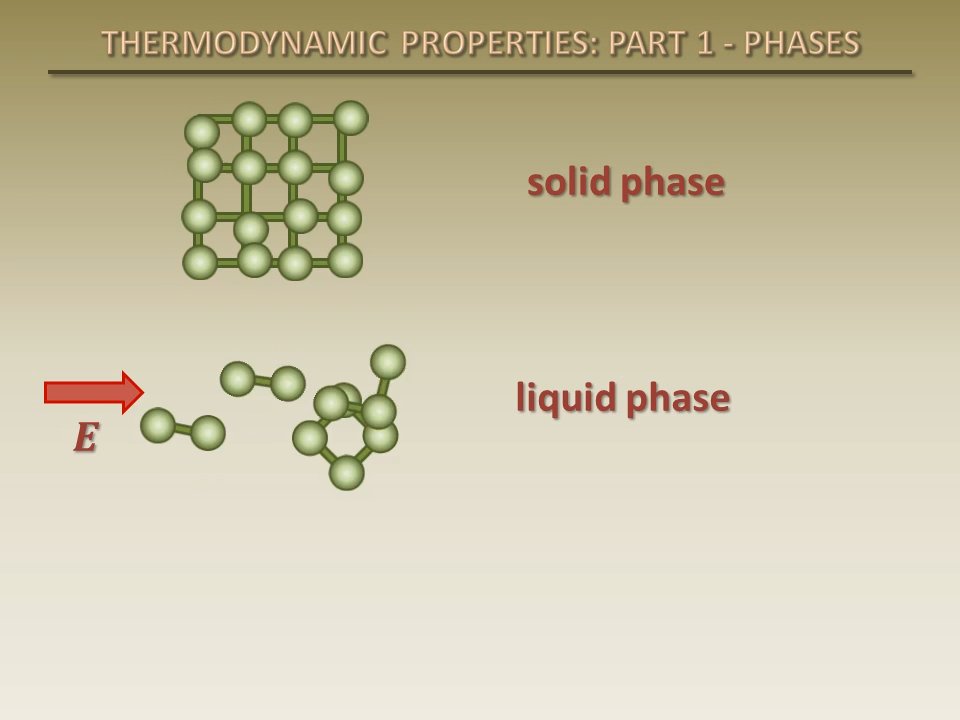 THERMODYNAMIC PROPERTIES: PART 1 - PHASES
solid phase
liquid phase
E